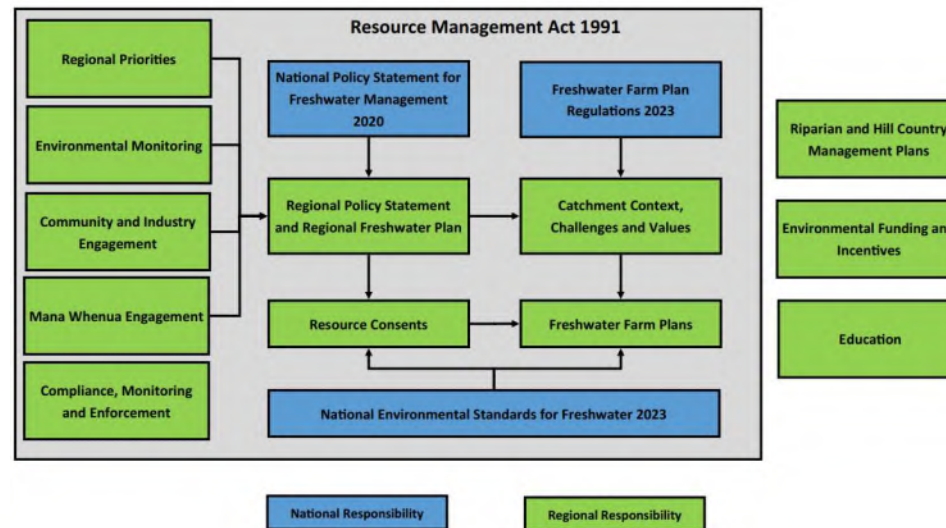 Resource Management Act 1991
Regional Priorities
Environmental Monitoring
Community and Industry
Engagement
Mana Whenua Engagement
Compliance, Monitoring
and Enforcement
National Policy Statement for
Freshwater Management
2020
Freshwater Farm Plan
Regulations 2023
Regional Policy Statement
and Regional Freshwater Plan
Catchment Context,
Challenges and Values
Resource Consents
Freshwater Farm Plans
National Environmental Standards for Freshwater 2023
Riparian and Hill Country
Management Plans
Environmental Funding an
Incentives
Education
National Responsibility
Regional Responsibility